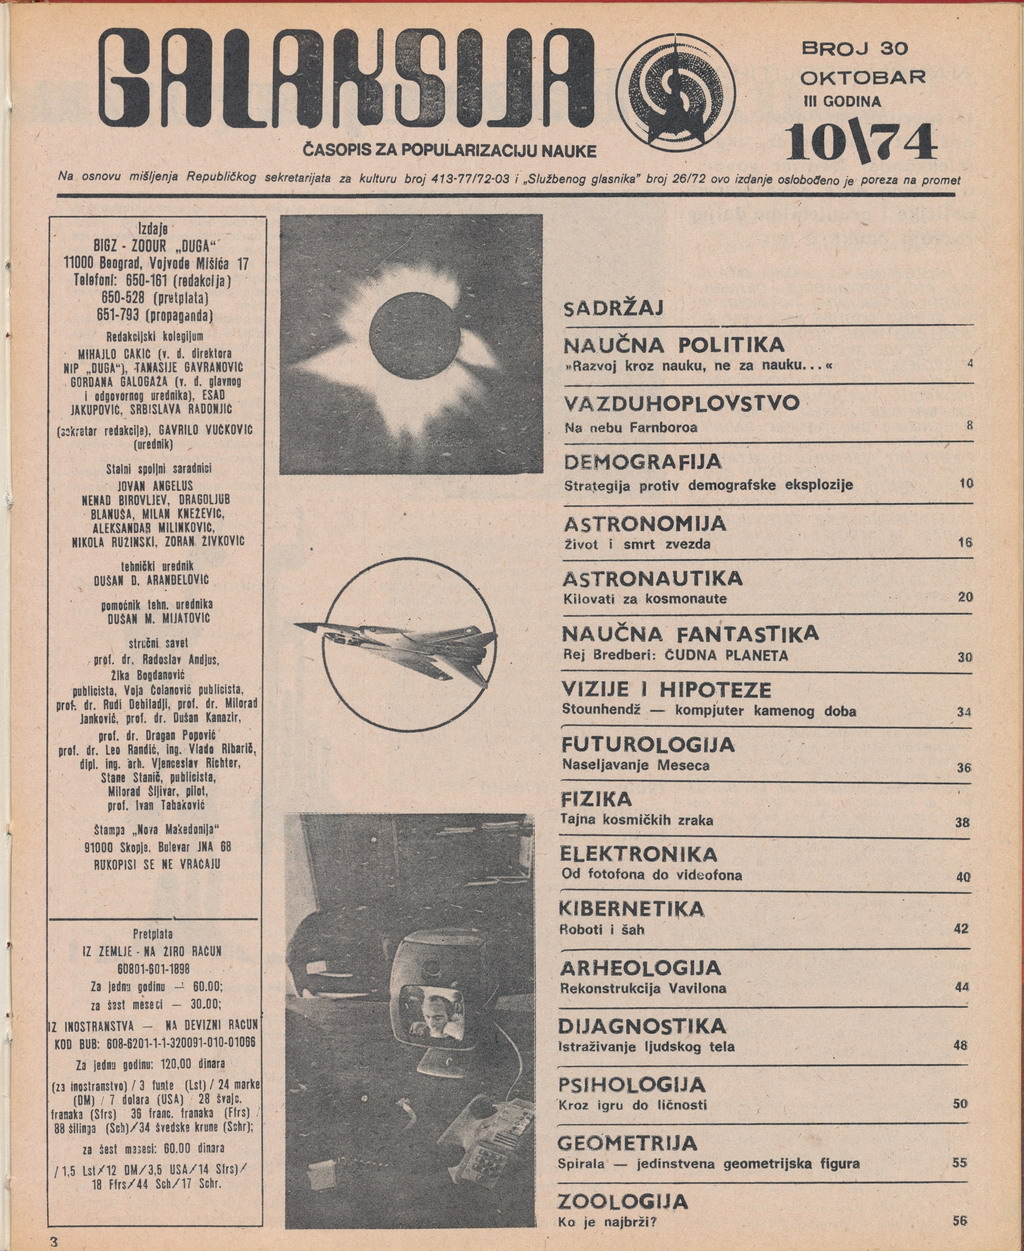 GALAKSIJA
ČASOPIS ZA POPULARIZACIJU NAUKE
BROJ 30
OKTOBAR
III GODINA
10\74
Na osnovu mišljenja Republičkog sekretarijata za kulturu broj 413-77/72-03 i „Službenog glasnika" broj 26/72 ovo izdanje oslobođeno je poreza na promet
Izdaje
BIGZ - ZOOUR „DUGA"
11000 Beograd, Vojvode Mišića 17
Telefoni: 650-161 (redakcija)
650-528 (pretplata)
651-793 (propaganda)
Redakcijski kolegijum
MIHAJLO CAKIC (v. d. direktora
NIP „DUGA"), TANASIJE GAVRANOVIC
GORDANA GALOGAŽA (v. d. glavnog
i odgovornog urednika), ESAD
JAKUPOVIC, SRBISLAVA RADONJIC
(sekretar redakcije), GAVRILO VUČKOVIC
(urednik)
Stalni spoljni saradnici
JOVAN ANGELUS
NENAD BIROVLJEV, DRAGOLJUB
BLANUŠA, MILAN KNEŽEVIC,
ALEKSANDAR MILINKOVIC,
NIKOLA RUŽINSKI, ZORAN ŽIVKOVIC
tehnički urednik
DUŠAN D. ARANĐELOVIC
pomoćnik tehn. urednika
DUŠAN M. MIJATOVIC
stručni savet
prof. dr. Radoslav Andjus,
Žika Bogdanović
publicista, Voja Čolanović publicista,
prof. dr. Rudi Debiladji, prof. dr. Milorad
Janković, prof. dr. Dušan Kanazir,
prof. dr. Dragan Popović
prof. dr. Leo Randić, ing. Vlado Ribarič,
dipl. ing. arh. Vjenceslav Richter,
Stane Stanič, publicista,
Milorad Šljivar, pilot,
prof. Ivan Tabaković
Štampa „Nova Makedonija"
91000 Skoplje, Bulevar JNA 68
RUKOPISI SE NE VRAĆAJU
Pretplata
IZ ZEMLJE - NA ŽIRO RAČUN
60801-601-1898
Za jednu godinu — 60.00;
za šest meseci — 30.00;
IZ INOSTRANSTVA — NA DEVIZNI RAČUN
KOD BUB: 608-6201-1-1-320091-010-01066
Za jednu godinu: 120,00 dinara
(za inostranstvo) / 3 funte (Lst) / 24 marke
(DM) / 7 dolara (USA) 28 švajc.
franaka (Sfrs) 36 franc. franaka (Ffrs) /
88 šilinga (Sch)/34 švedske krune (Schr);
za šest meseci: 60.00 dinara
/ 1,5 Lst/12 DM/3,5 USA/14 Sfrs)/
18 Ffrs/44 Sch/17 Schr.
3
SADRŽAJ
NAUČNA POLITIKA
»Razvoj kroz nauku, ne za nauku...« 4
VAZDUHOPLOVSTVO
Na nebu Farnboroa 8
DEMOGRAFIJA
Strategija protiv demografske eksplozije 10
ASTRONOMIJA
Život i smrt zvezda 16
ASTRONAUTIKA
Kilovati za kosmonaute 20
NAUČNA FANTASTIKA
Rej Bredberi: ČUDNA PLANETA 30
VIZIJE I HIPOTEZE
Stounhendž — kompjuter kamenog doba 34
FUTUROLOGIJA
Naseljavanje Meseca 36
FIZIKA
Tajna kosmičkih zraka 38
ELEKTRONIKA
Od fotofona do videofona 40
KIBERNETIKA
Roboti i šah 42
ARHEOLOGIJA
Rekonstrukcija Vavilona 44
DIJAGNOSTIKA
Istraživanje ljudskog tela 48
PSIHOLOGIJA
Kroz igru do ličnosti 50
GEOMETRIJA
Spirala — jedinstvena geometrijska figura 55
ZOOLOGIJA
Ko je najbrži? 56